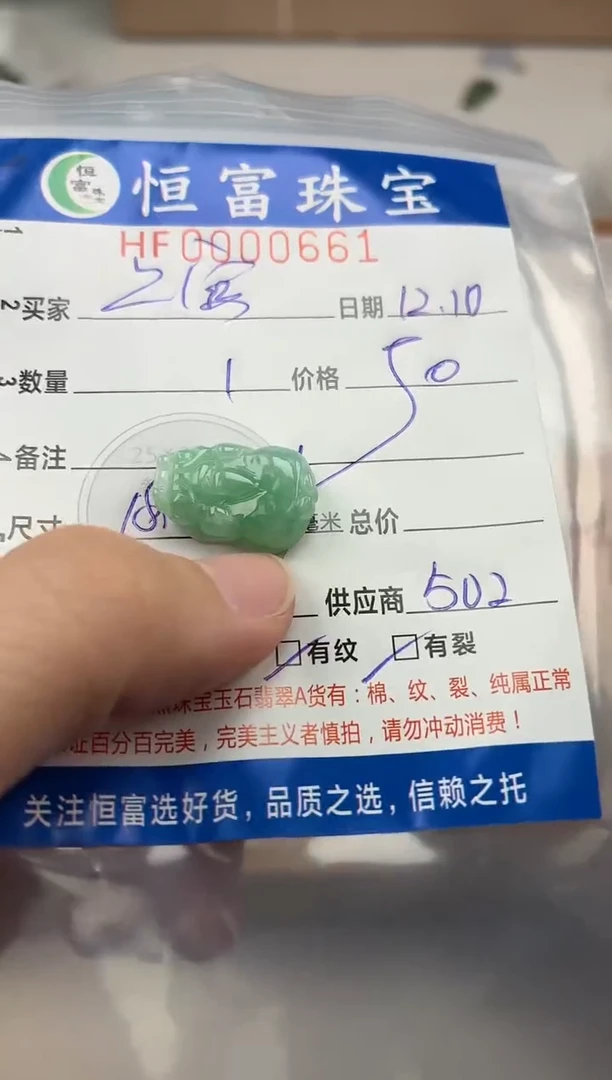 恒富珠宝
恒富珠宝
HF0000661
2买家 日期 12.10
3数量 1 价格 50
备注
尺寸 毫米 总价
供应商 502
有纹 有裂
珠宝玉石翡翠A货有：棉、纹、裂、纯属正常
百分百完美，完美主义者慎拍，请勿冲动消费！
关注恒富选好货，品质之选，信赖之托